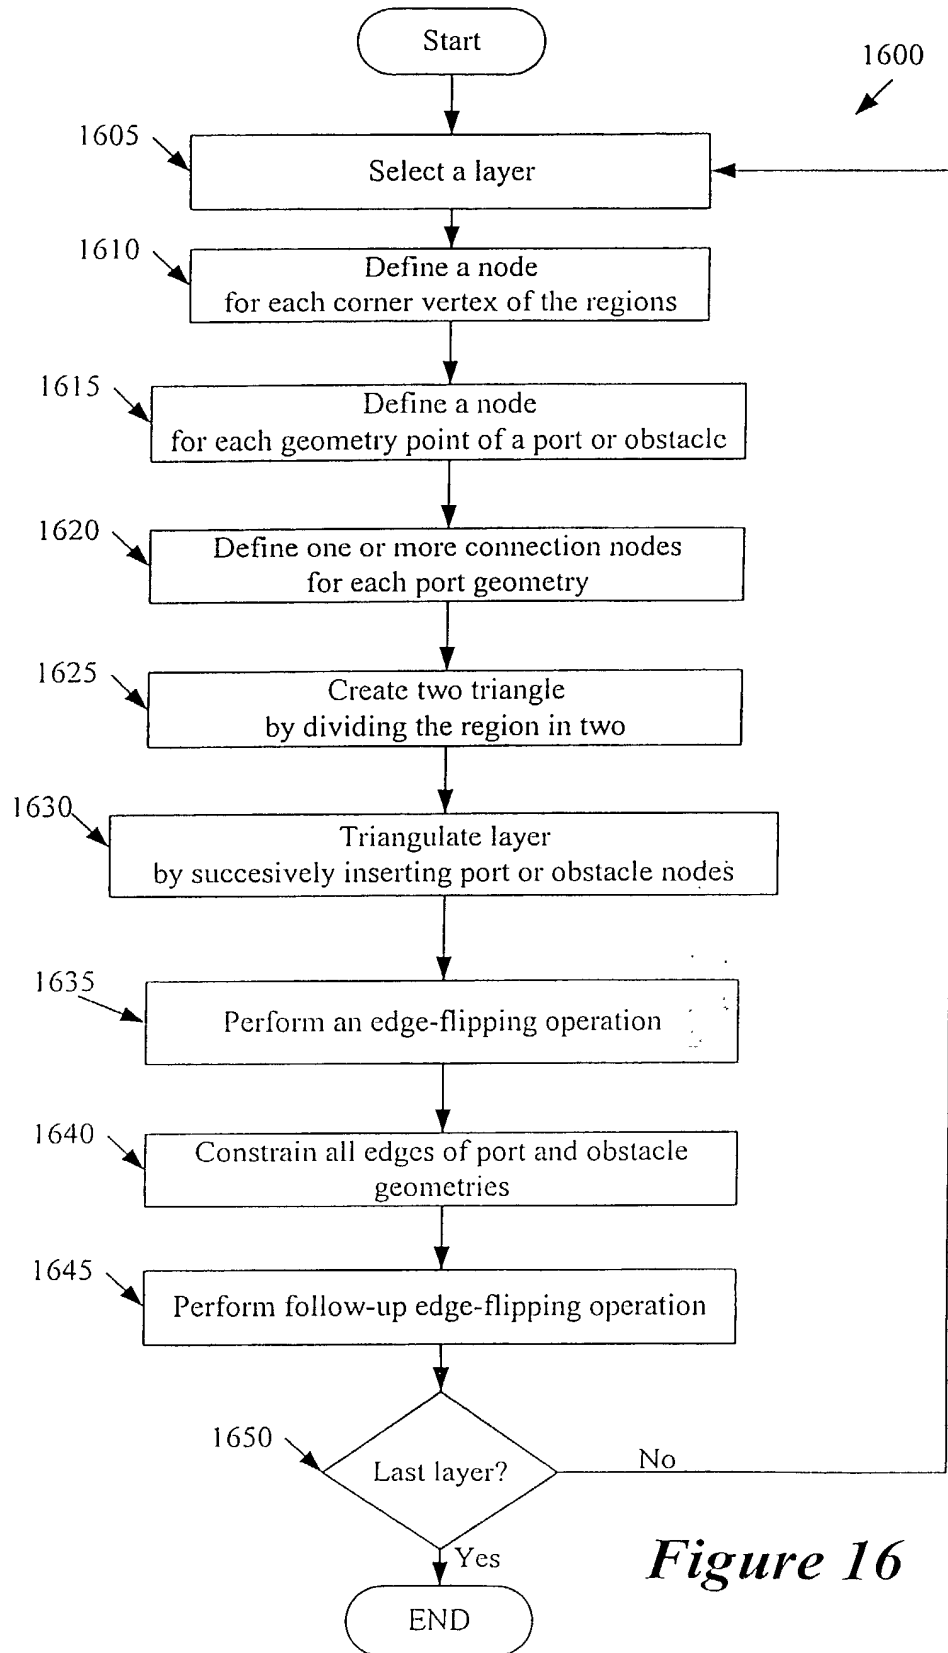 Start
1600
1605
Select a layer
1610
Define a node
for each corner vertex of the regions
1615
Define a node
for each geometry point of a port or obstacle
1620
Define one or more connection nodes
for each port geometry
1625
Create two triangle
by dividing the region in two
1630
Triangulate layer
by succesively inserting port or obstacle nodes
1635
Perform an edge-flipping operation
1640
Constrain all edges of port and obstacle
geometries
1645
Perform follow-up edge-flipping operation
1650
Last layer?
No
Yes
END
Figure 16